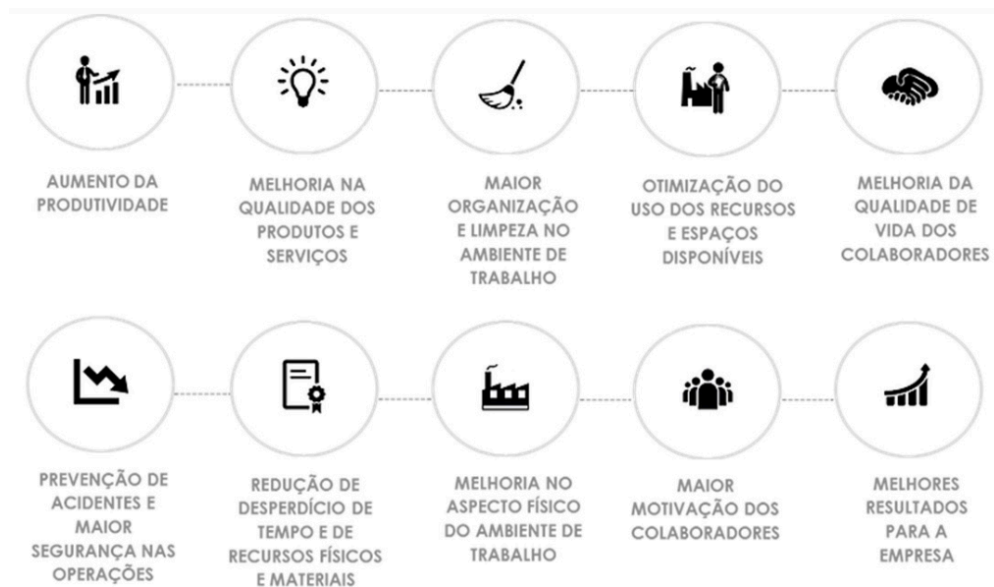 AUMENTO DA
PRODUTIVIDADE
MELHORIA NA
QUALIDADE DOS
PRODUTOS E
SERVIÇOS
MAIOR
ORGANIZAÇÃO
E LIMPEZA NO
AMBIENTE DE
TRABALHO
OTIMIZAÇÃO DO
USO DOS RECURSOS
E ESPAÇOS
DISPONÍVEIS
MELHORIA DA
QUALIDADE DE
VIDA DOS
COLABORADORES
PREVENÇÃO DE
ACIDENTES E
MAIOR
SEGURANÇA NAS
OPERAÇÕES
REDUÇÃO DE
DESPERDÍCIO DE
TEMPO E DE
RECURSOS FÍSICOS
E MATERIAIS
MELHORIA NO
ASPECTO FÍSICO
DO AMBIENTE DE
TRABALHO
MAIOR
MOTIVAÇÃO DOS
COLABORADORES
MELHORES
RESULTADOS
PARA A
EMPRESA